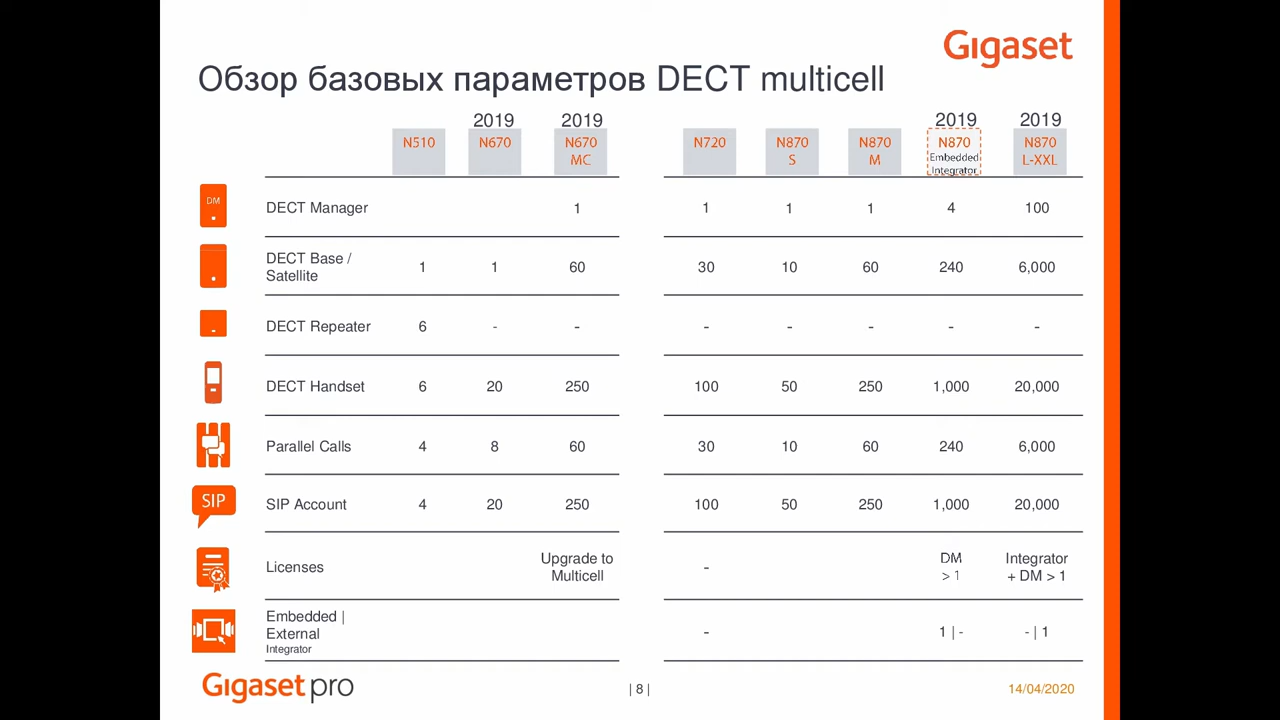 Gigaset
Обзор базовых параметров DECT multicell
2019 2019 2019 2019
N510 N670 N670 MC N720 N870 S N870 M N870 Embedded Integrator N870 L-XXL
DM DECT Manager 1 1 1 1 4 100
DECT Base / Satellite 1 1 60 30 10 60 240 6,000
DECT Repeater 6 - - - - - - -
DECT Handset 6 20 250 100 50 250 1,000 20,000
Parallel Calls 4 8 60 30 10 60 240 6,000
SIP SIP Account 4 20 250 100 50 250 1,000 20,000
Licenses Upgrade to Multicell - DM > 1 Integrator + DM > 1
Embedded | External Integrator - 1 | - - | 1
Gigaset pro | 8 | 14/04/2020